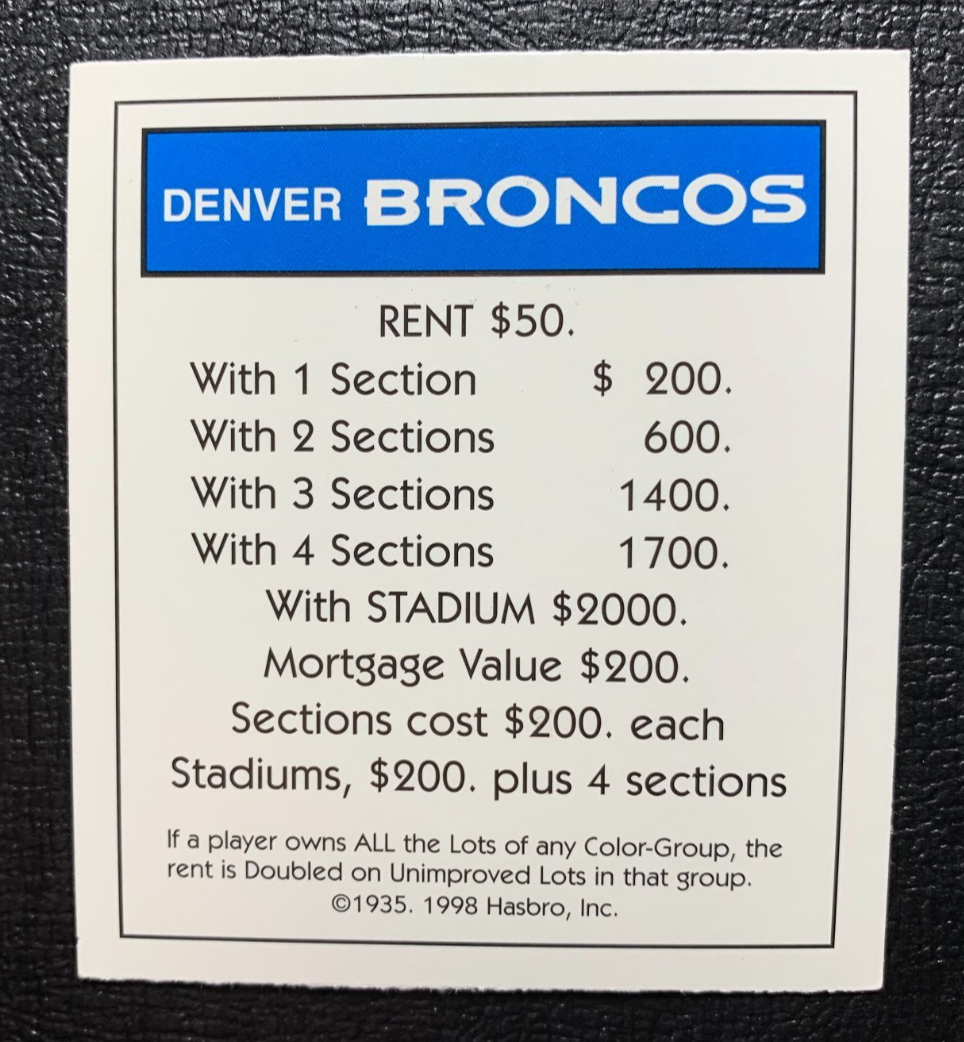 DENVER BRONCOS
RENT $50.
With 1 Section $ 200.
With 2 Sections 600.
With 3 Sections 1400.
With 4 Sections 1700.
With STADIUM $2000.
Mortgage Value $200.
Sections cost $200. each
Stadiums, $200. plus 4 sections
If a player owns ALL the Lots of any Color-Group, the
rent is Doubled on Unimproved Lots in that group.
©1935. 1998 Hasbro, Inc.